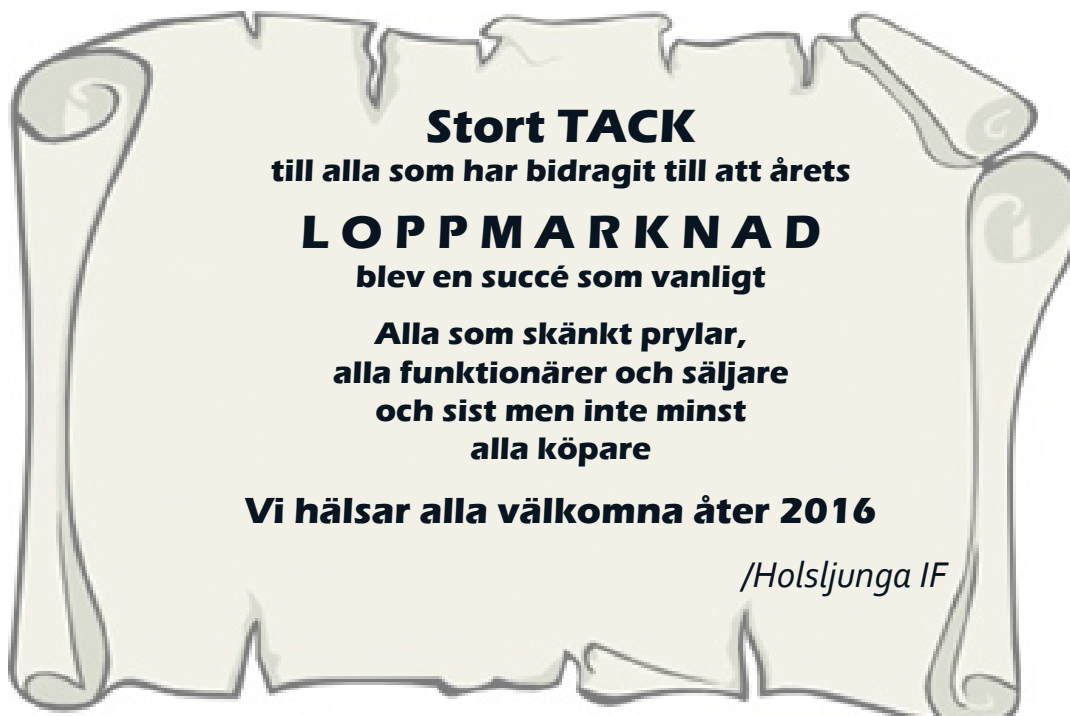 Stort TACK
till alla som har bidragit till att årets
LOPPMARKNAD
blev en succé som vanligt
Alla som skänkt prylar,
alla funktionärer och säljare
och sist men inte minst
alla köpare
Vi hälsar alla välkomna åter 2016
/Holsljunga IF